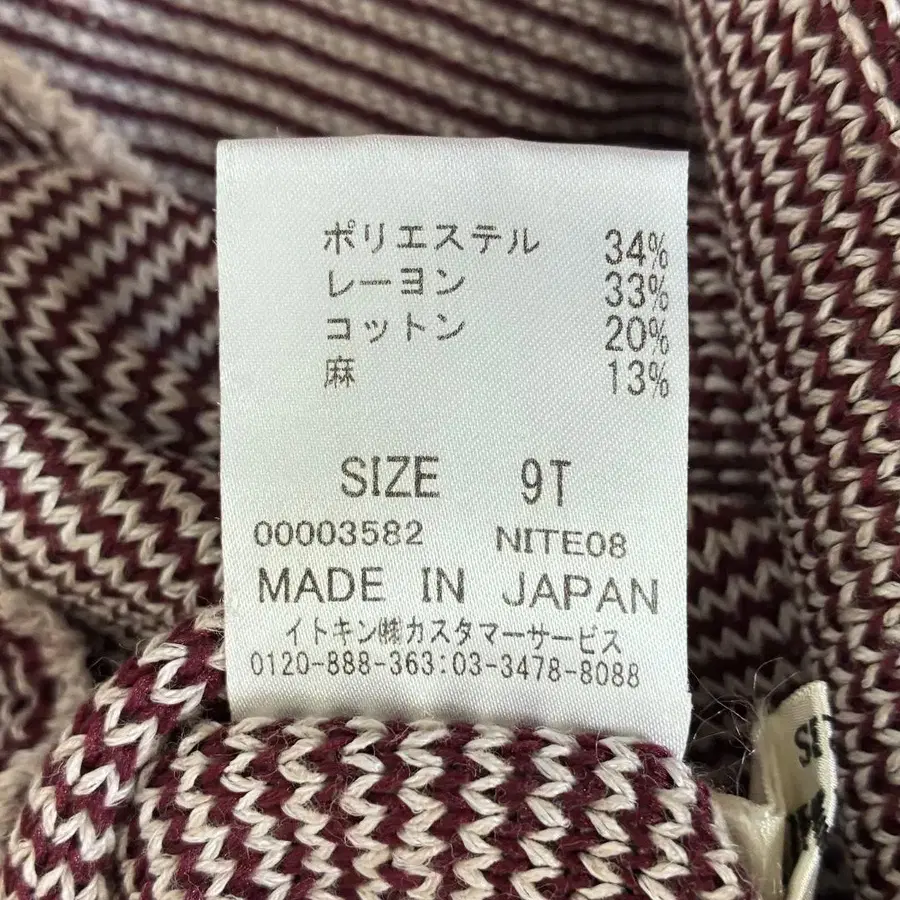 ポリエステル 34%
レーヨン 33%
コットン 20%
麻 13%
SIZE 9T
00003582 NITE08
MADE IN JAPAN
イトキン㈱カスタマーサービス
0120-888-363:03-3478-8088